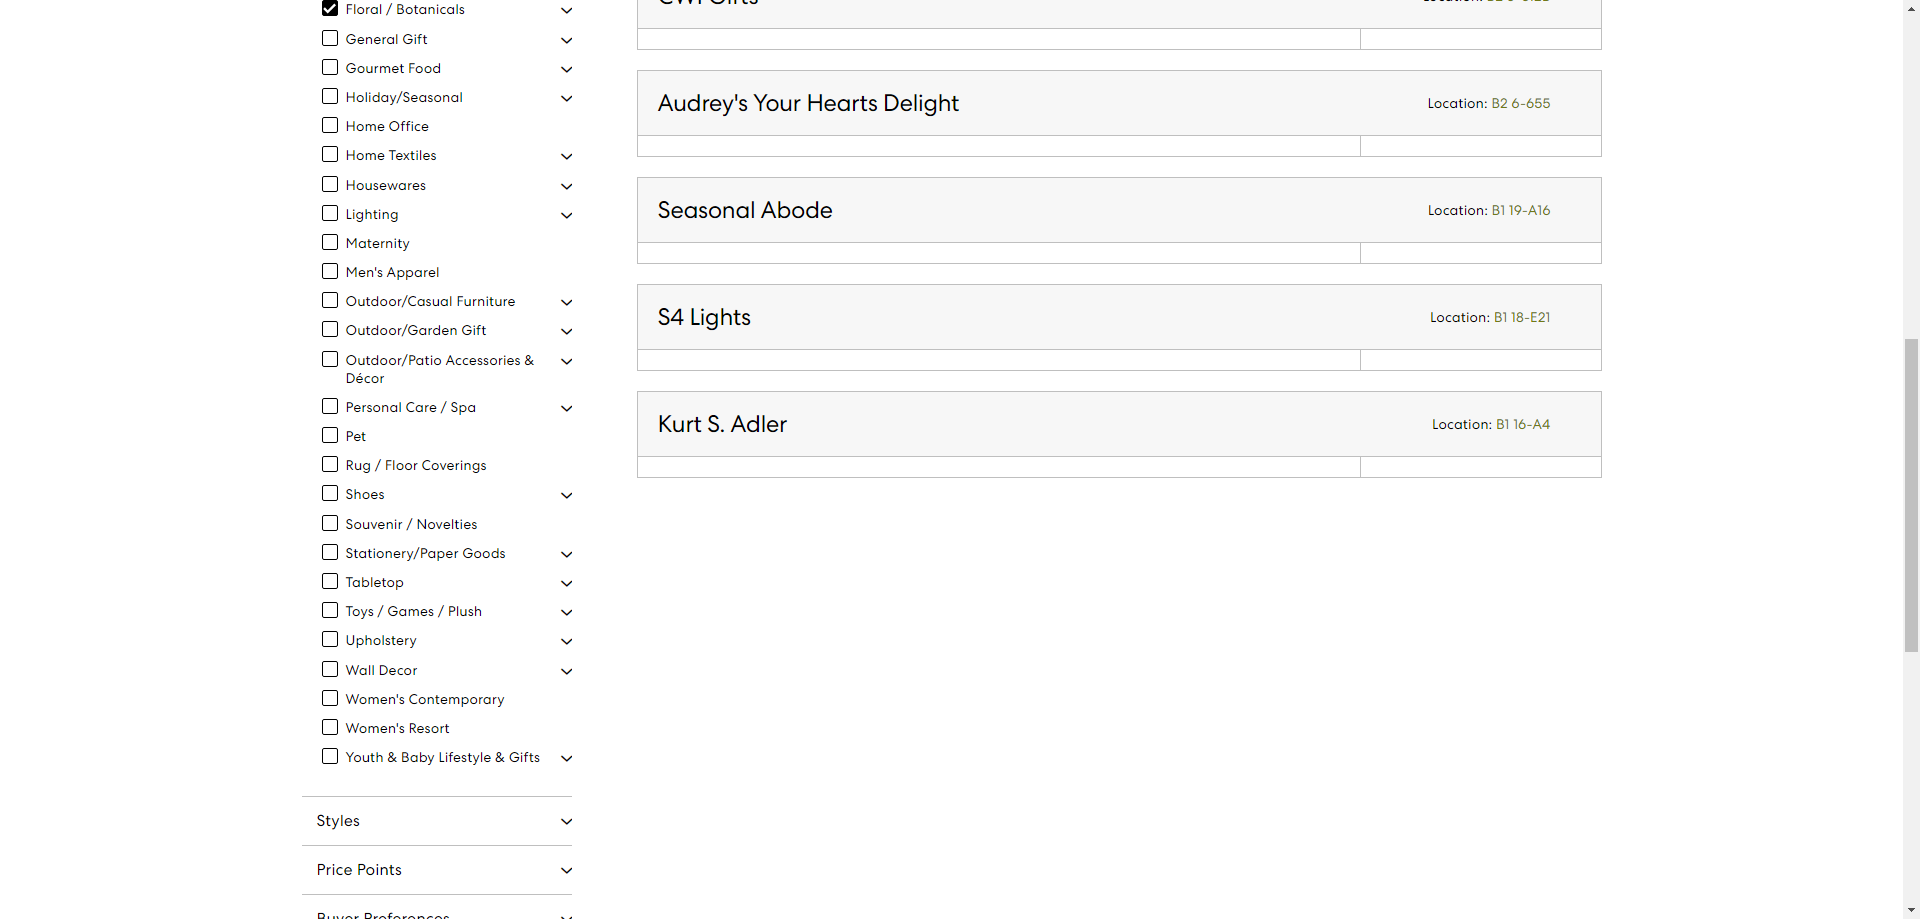 Floral / Botanicals
General Gift
Gourmet Food
Holiday/Seasonal
Home Office
Home Textiles
Housewares
Lighting
Maternity
Men's Apparel
Outdoor/Casual Furniture
Outdoor/Garden Gift
Outdoor/Patio Accessories &
Décor
Personal Care / Spa
Pet
Rug / Floor Coverings
Shoes
Souvenir / Novelties
Stationery/Paper Goods
Tabletop
Toys / Games / Plush
Upholstery
Wall Decor
Women's Contemporary
Women's Resort
Youth & Baby Lifestyle & Gifts
Styles
Price Points
Buyer Preferences
CWI Gifts
Audrey's Your Hearts Delight
Location: B2 6-655
Seasonal Abode
Location: B1 19-A16
S4 Lights
Location: B1 18-E21
Kurt S. Adler
Location: B1 16-A4